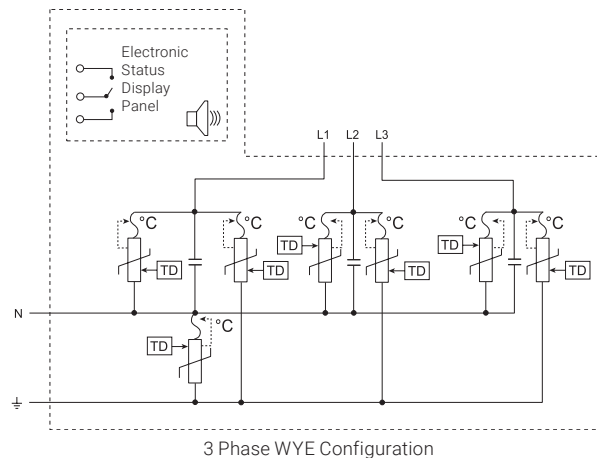 Electronic
Status
Display
Panel
L1 L2 L3
°C °C °C °C °C °C
TD TD
TD TD TD TD
N
°C
TD
3 Phase WYE Configuration